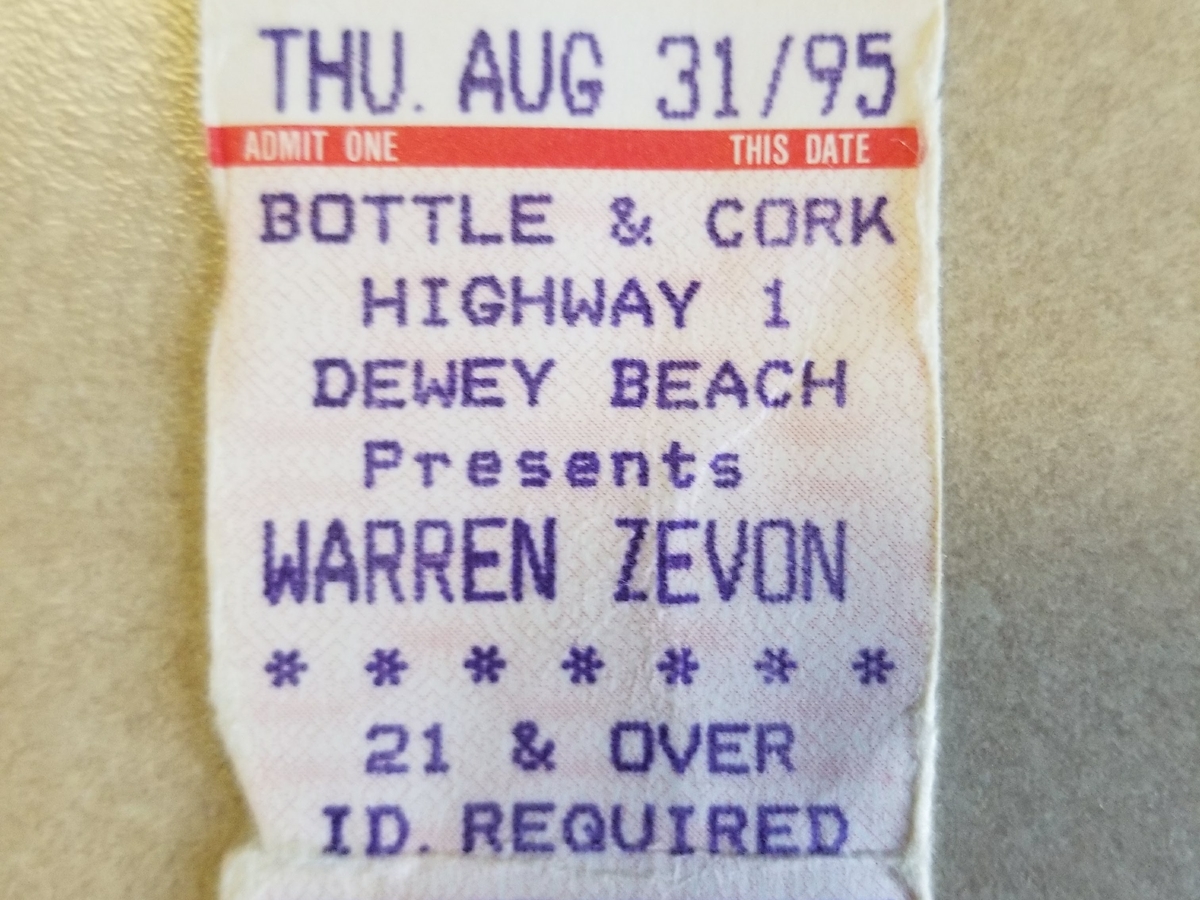 THU. AUG 31/95
ADMIT ONE THIS DATE
BOTTLE & CORK
HIGHWAY 1
DEWEY BEACH
Presents
WARREN ZEVON
* * * * * * *
21 & OVER
ID. REQUIRED